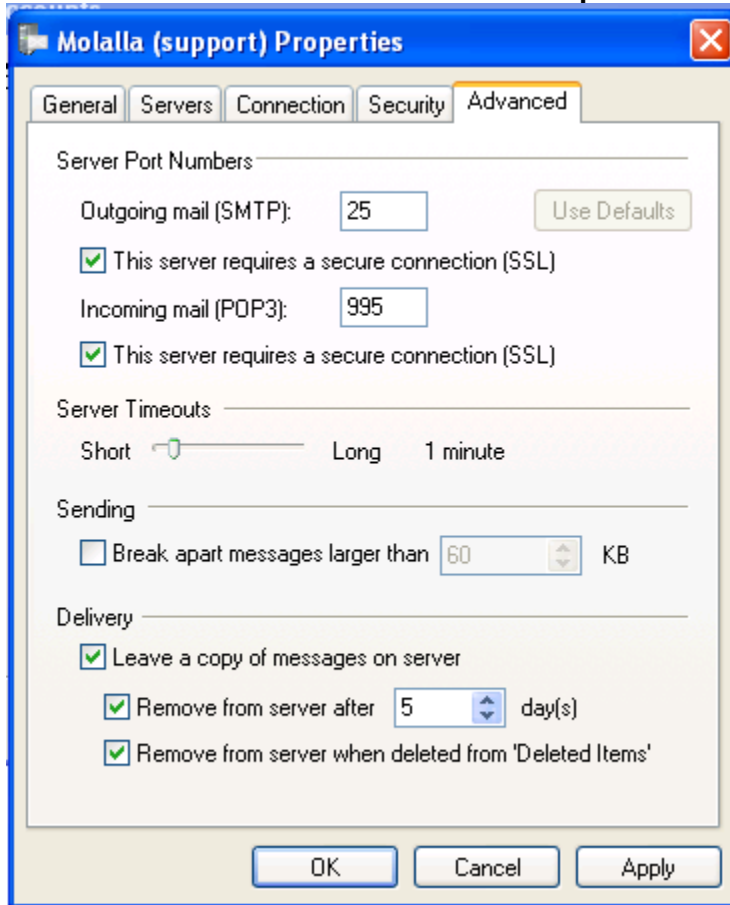 Molalla (support) Properties
General Servers Connection Security Advanced
Server Port Numbers
Outgoing mail (SMTP): 25 Use Defaults
This server requires a secure connection (SSL)
Incoming mail (POP3): 995
This server requires a secure connection (SSL)
Server Timeouts
Short Long 1 minute
Sending
Break apart messages larger than 60 KB
Delivery
Leave a copy of messages on server
Remove from server after 5 day(s)
Remove from server when deleted from 'Deleted Items'
OK Cancel Apply